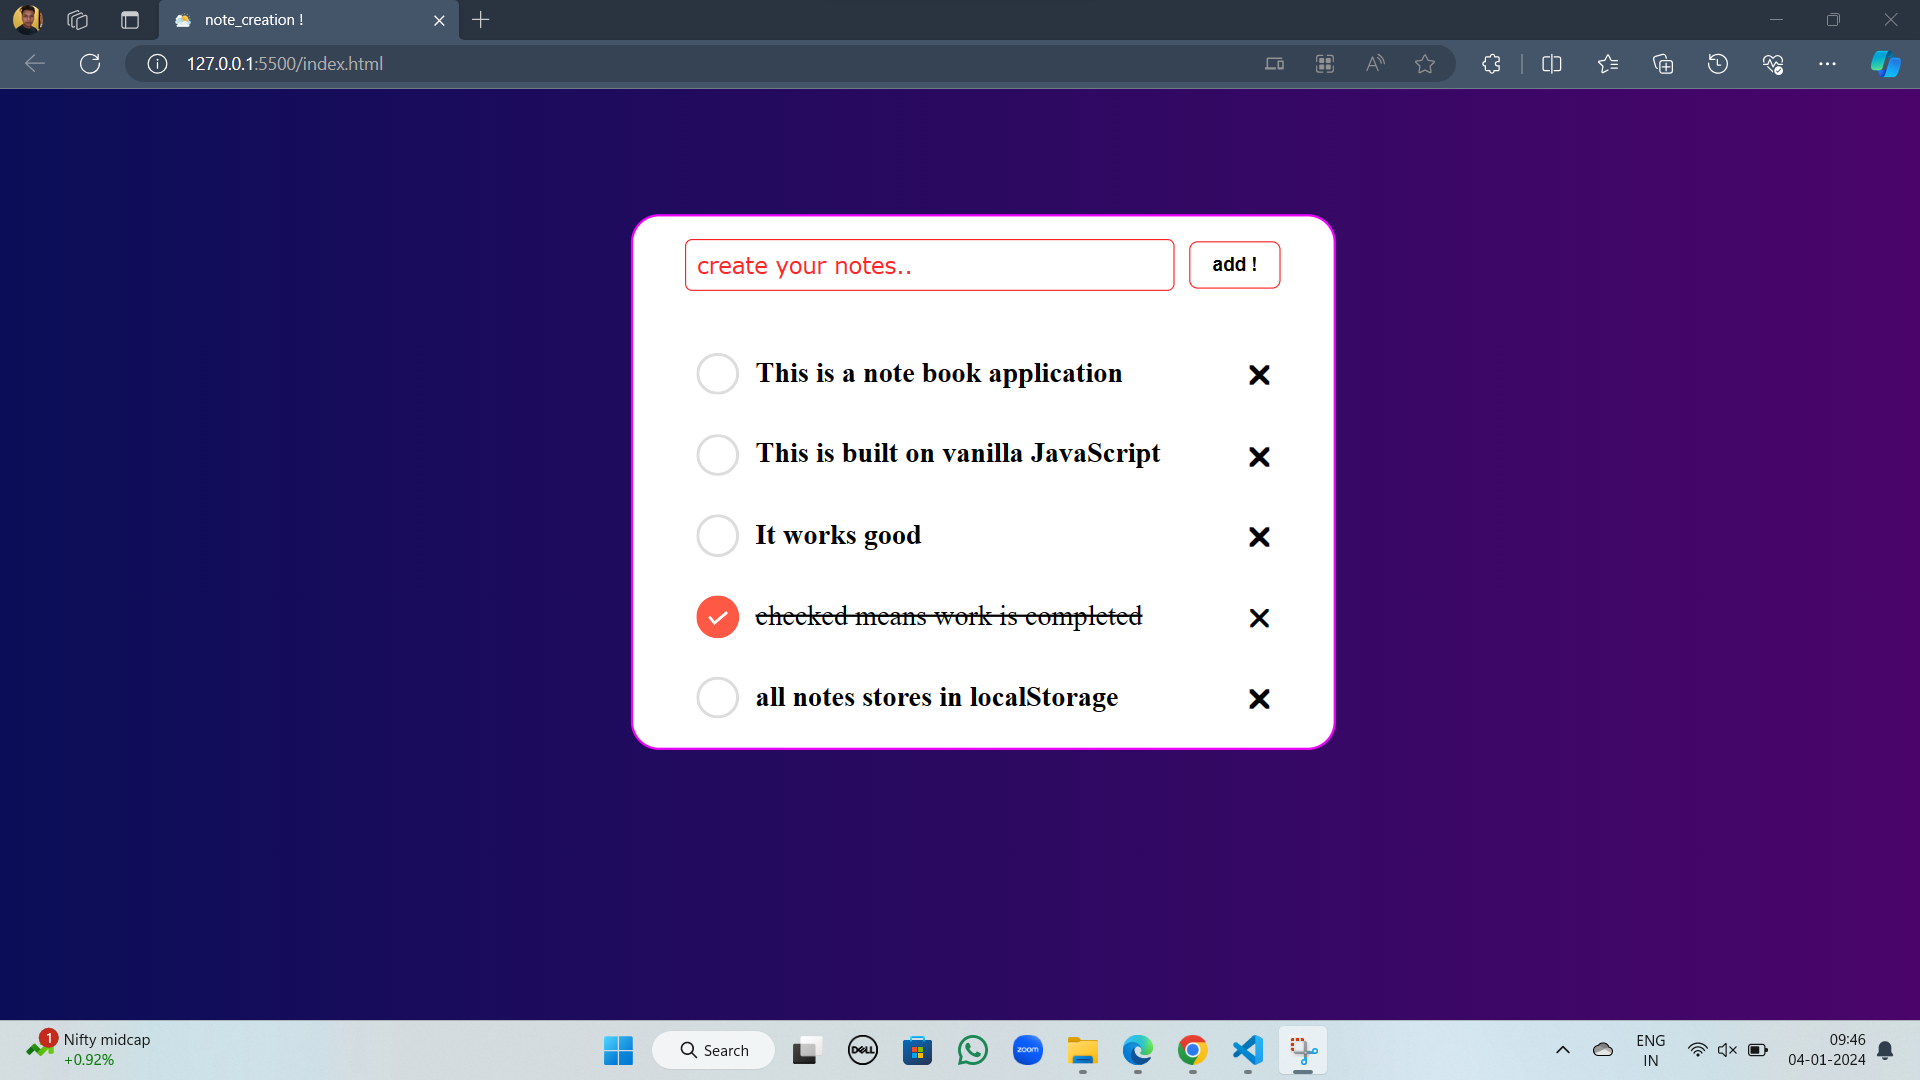 note_creation !
127.0.0.1:5500/index.html
create your notes..
add !
This is a note book application
This is built on vanilla JavaScript
It works good
checked means work is completed
all notes stores in localStorage
1
Nifty midcap
+0.92%
Search
DELL
zoom
ENG
IN
09:46
04-01-2024